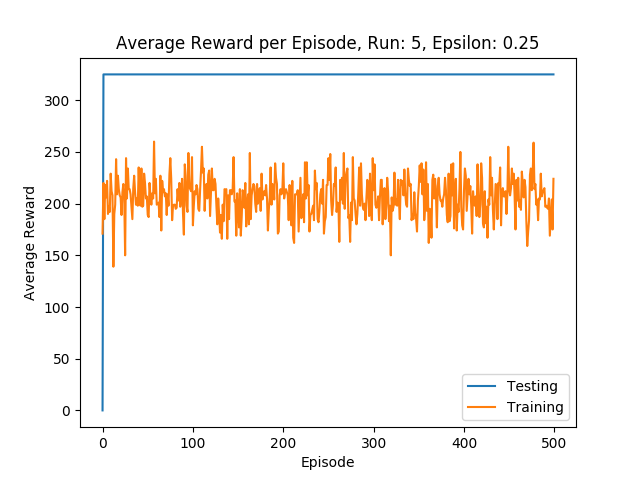 Average Reward per Episode, Run: 5, Epsilon: 0.25
300
250
200
150
100
50
0
Average Reward
0 100 200 300 400 500
Episode
Testing
Training